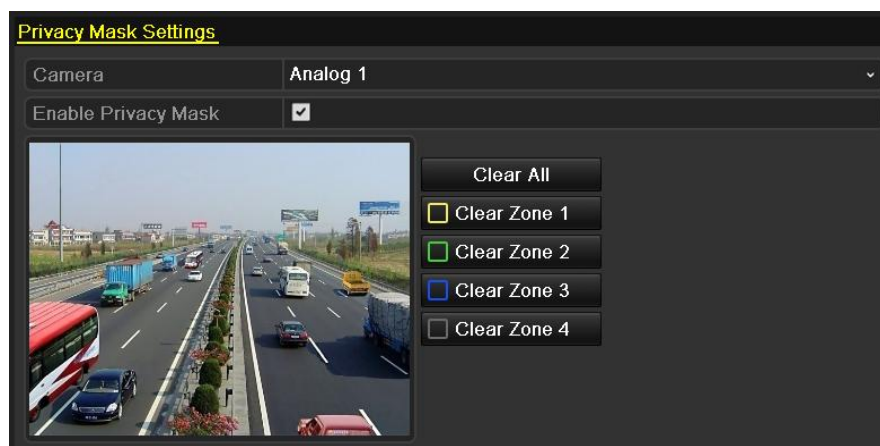 Privacy Mask Settings
Camera Analog 1
Enable Privacy Mask
Clear All
Clear Zone 1
Clear Zone 2
Clear Zone 3
Clear Zone 4